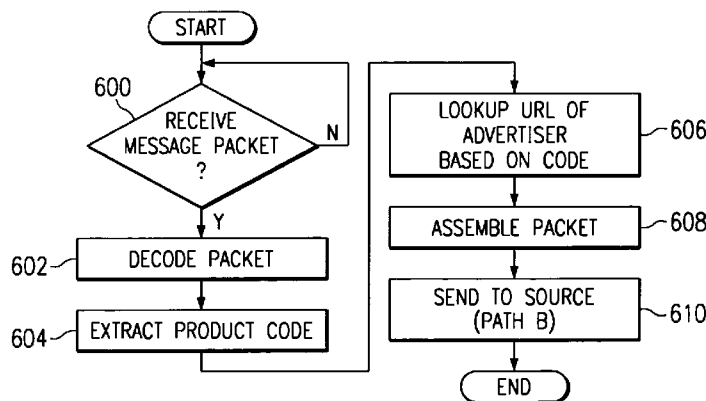 START
600
RECEIVE
MESSAGE PACKET
?
N
Y
602
DECODE PACKET
604
EXTRACT PRODUCT CODE
LOOKUP URL OF
ADVERTISER
BASED ON CODE
606
ASSEMBLE PACKET
608
SEND TO SOURCE
(PATH B)
610
END